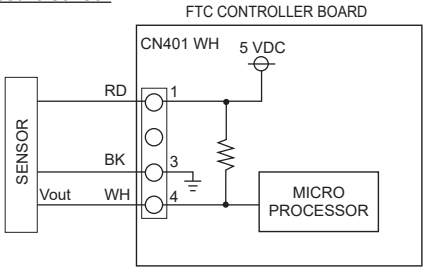 FTC CONTROLLER BOARD
CN401 WH
5 VDC
RD
1
SENSOR
BK
3
Vout
WH
4
MICRO
PROCESSOR